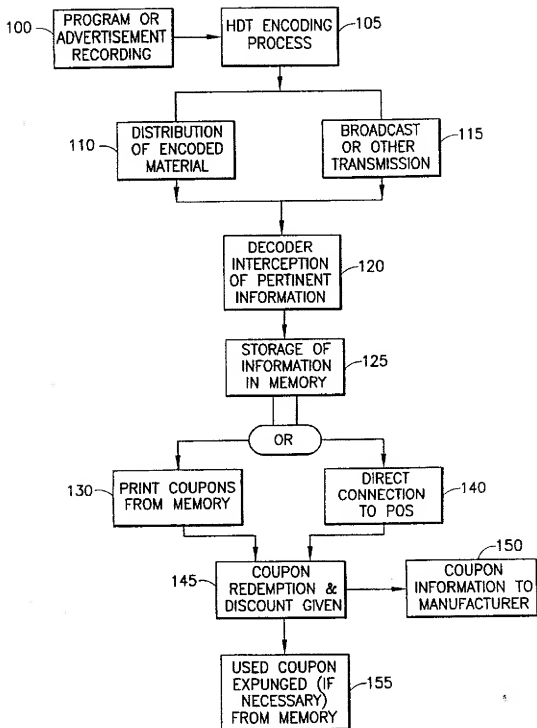 100
PROGRAM OR
ADVERTISEMENT
RECORDING
HDT ENCODING
PROCESS
105
110
DISTRIBUTION
OF ENCODED
MATERIAL
BROADCAST
OR OTHER
TRANSMISSION
115
DECODER
INTERCEPTION
OF PERTINENT
INFORMATION
120
STORAGE OF
INFORMATION
IN MEMORY
125
OR
130
PRINT COUPONS
FROM MEMORY
DIRECT
CONNECTION
TO POS
140
145
COUPON
REDEMPTION &
DISCOUNT GIVEN
150
COUPON
INFORMATION TO
MANUFACTURER
USED COUPON
EXPUNGED (IF
NECESSARY)
FROM MEMORY
155